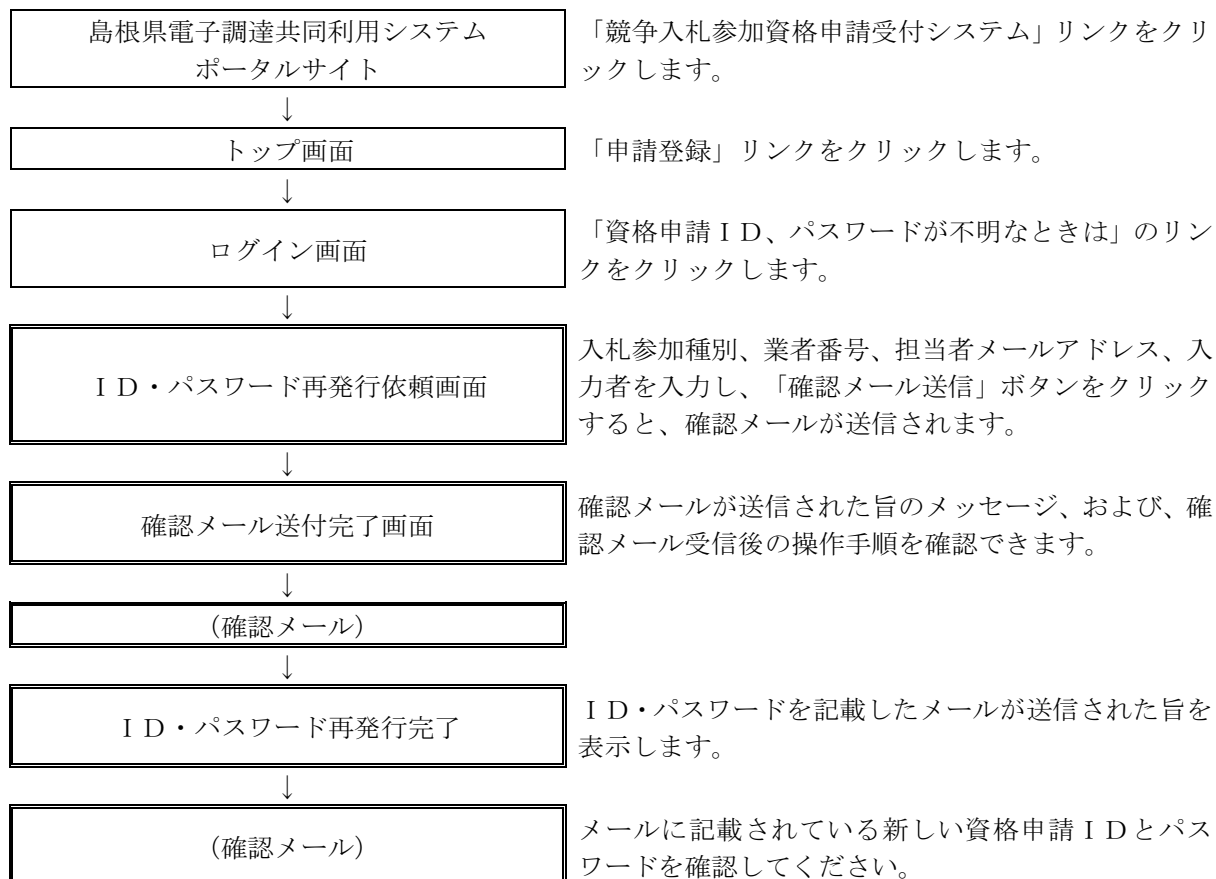 島根県電子調達共同利用システム
ポータルサイト
「競争入札参加資格申請受付システム」リンクをクリ
ックします。
↓
トップ画面
「申請登録」リンクをクリックします。
↓
ログイン画面
「資格申請ＩＤ、パスワードが不明なときは」のリン
クをクリックします。
↓
ＩＤ・パスワード再発行依頼画面
入札参加種別、業者番号、担当者メールアドレス、入
力者を入力し、「確認メール送信」ボタンをクリック
すると、確認メールが送信されます。
↓
確認メール送付完了画面
確認メールが送信された旨のメッセージ、および、確
認メール受信後の操作手順を確認できます。
↓
（確認メール）
↓
ＩＤ・パスワード再発行完了
ＩＤ・パスワードを記載したメールが送信された旨を
表示します。
↓
（確認メール）
メールに記載されている新しい資格申請ＩＤとパス
ワードを確認してください。